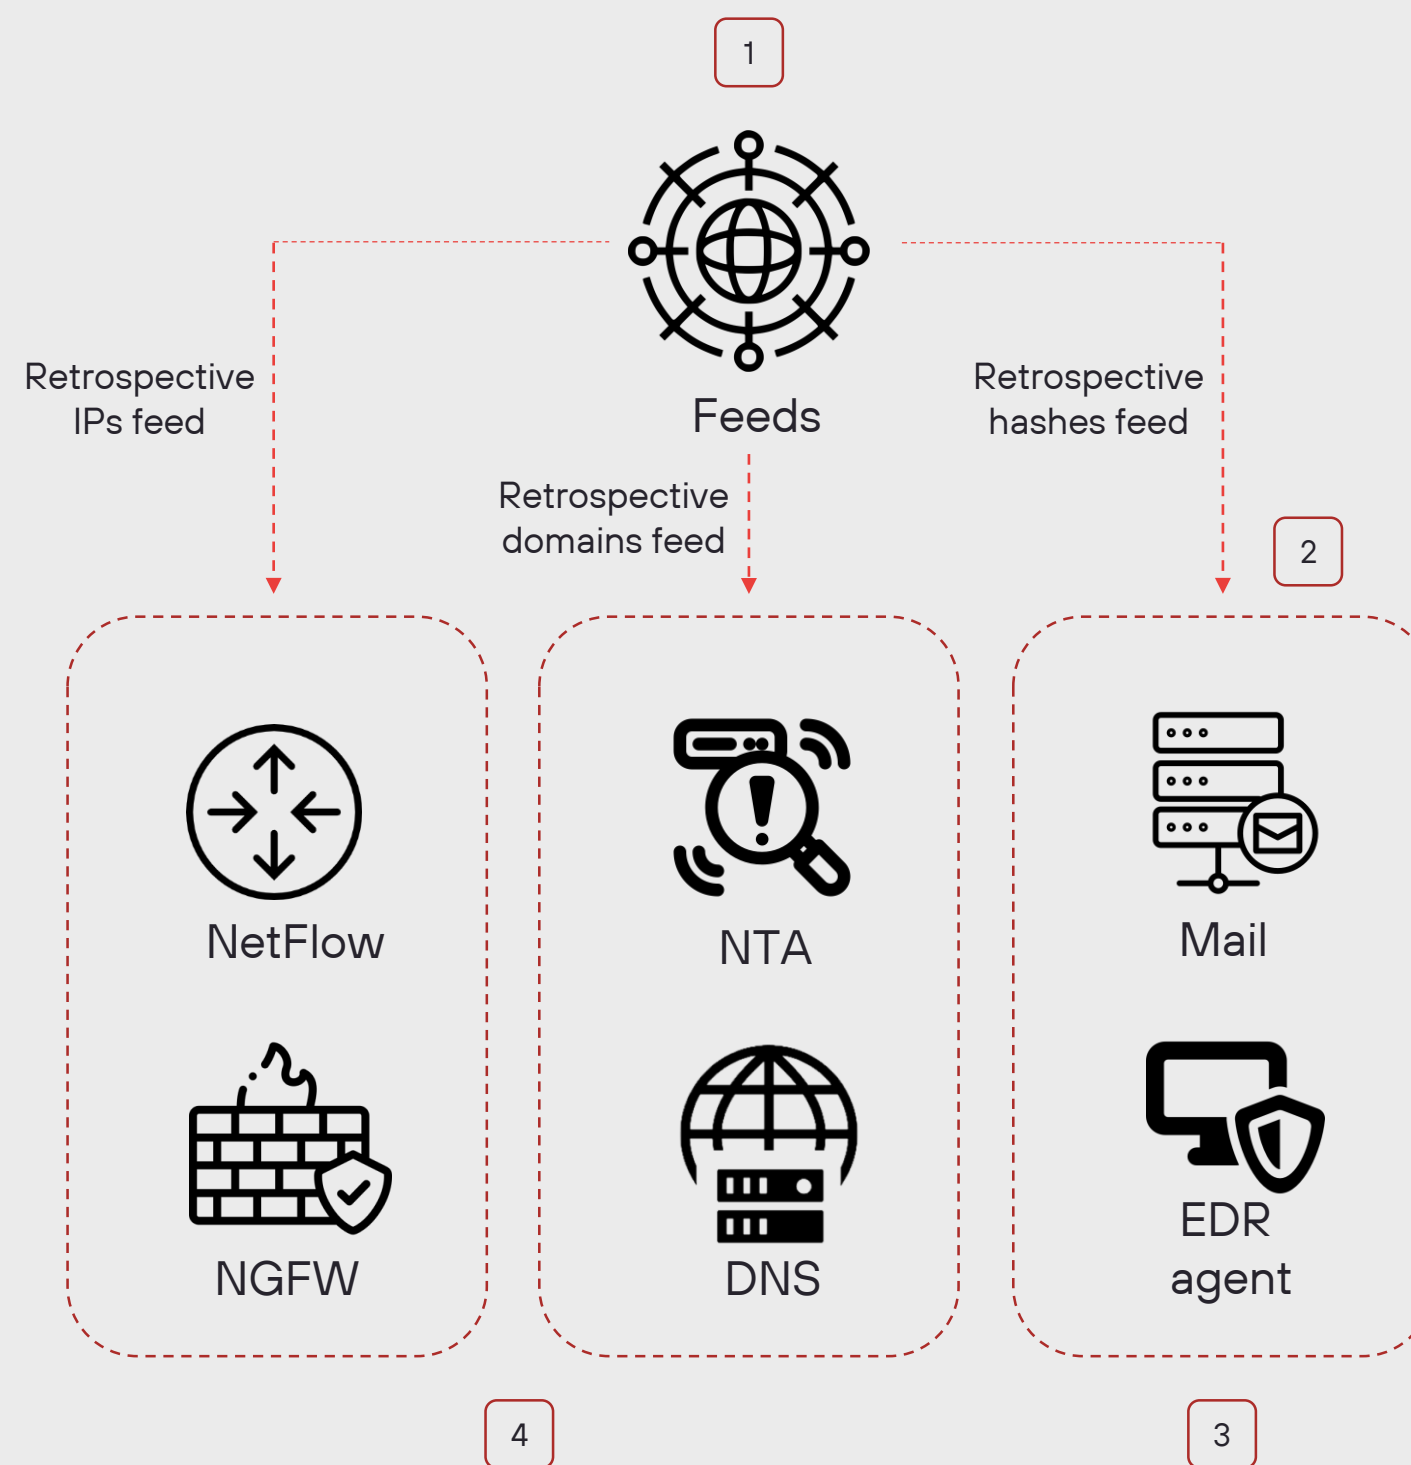 1
Retrospective
IPs feed
Feeds
Retrospective
hashes feed
Retrospective
domains feed
2
NetFlow
NTA
Mail
NGFW
DNS
EDR
agent
4
3